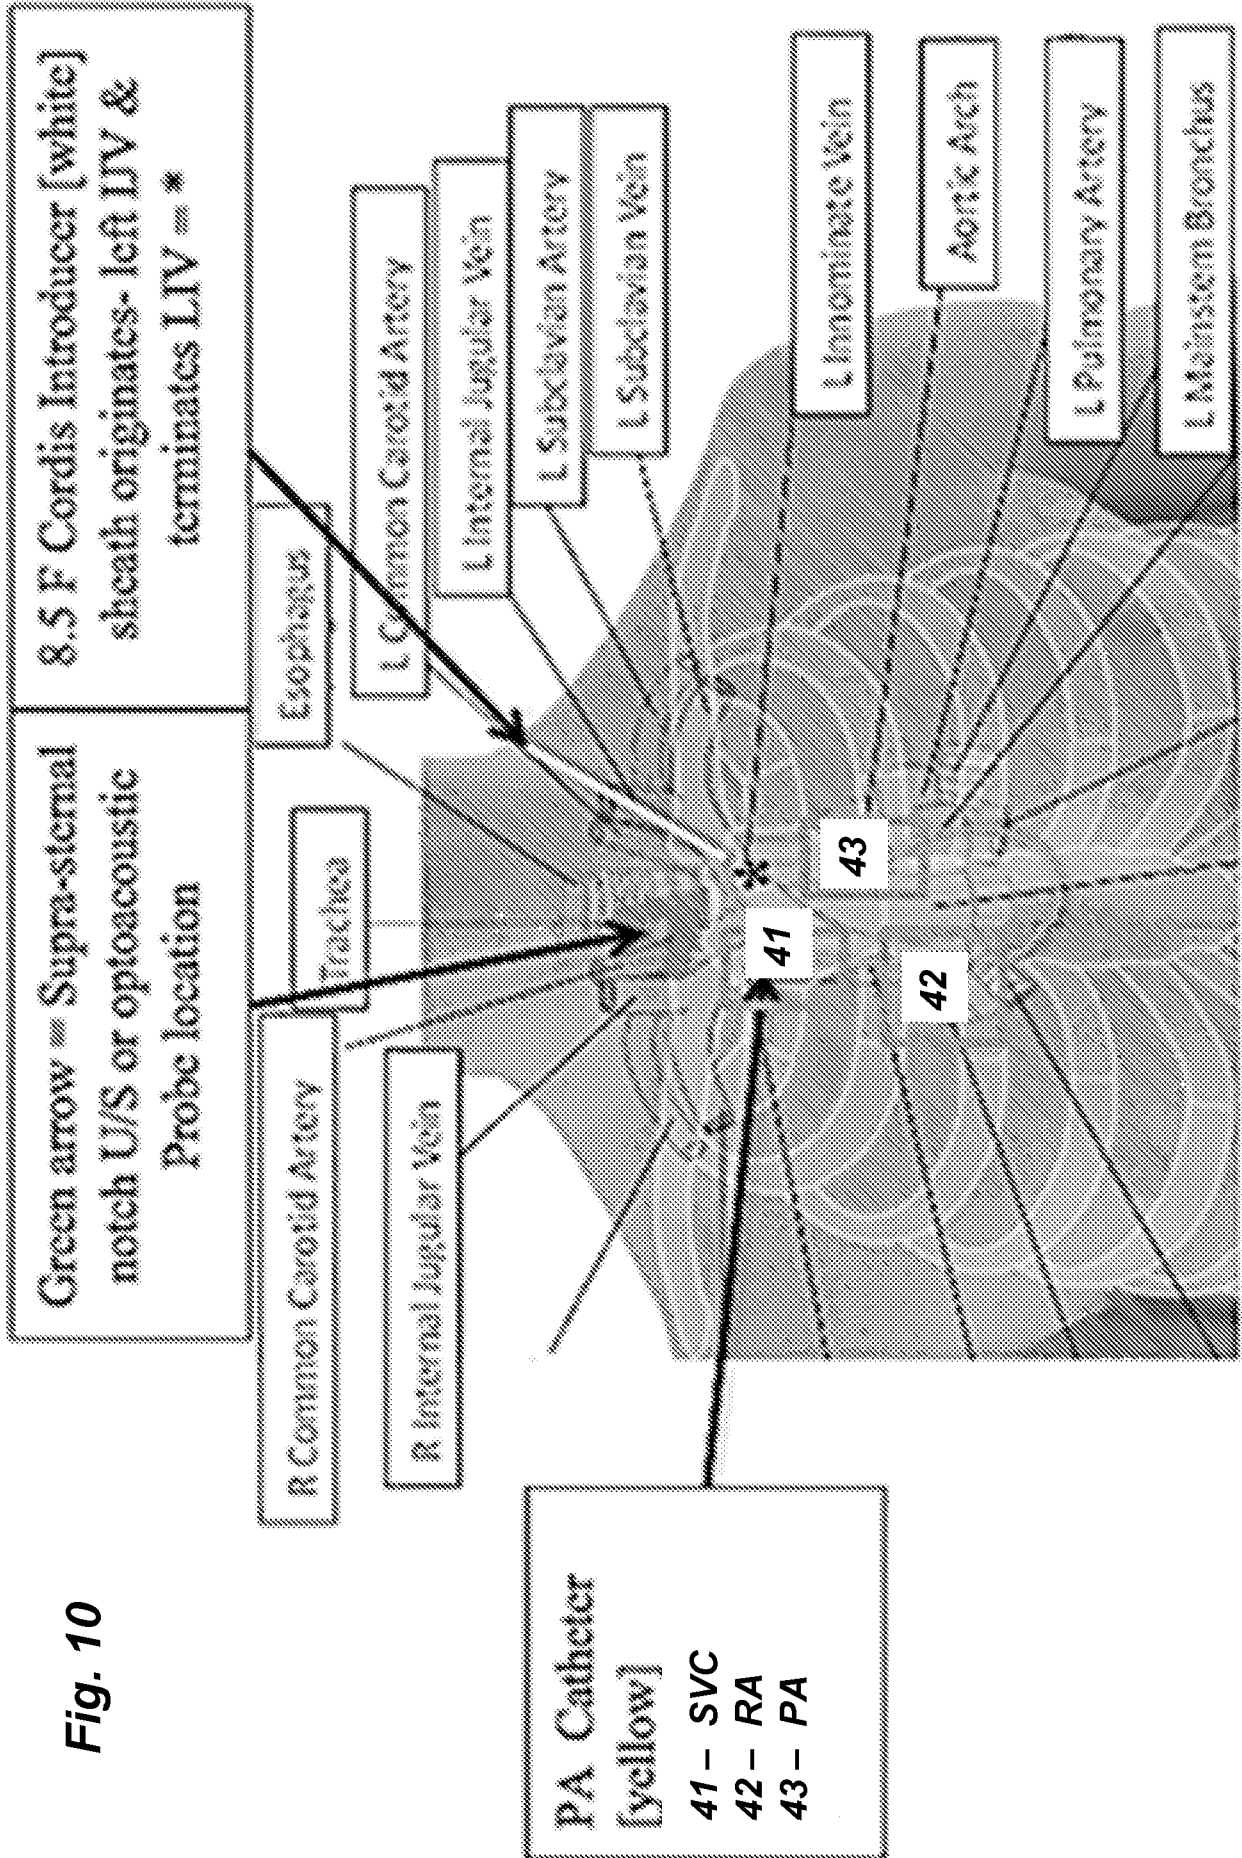 Fig. 10
Green arrow = Supra-sternal
notch U/S or optoacoustic
Probe location
8.5 F Cordis Introducer [white]
sheath originates- left IJV &
terminates LIV = *
R Common Carotid Artery
Trachea
Esophagus
L Common Carotid Artery
R Internal Jugular Vein
L Internal Jugular Vein
L Subclavian Artery
L Subclavian Vein
PA Catheter
[yellow]
41 – SVC
42 – RA
43 – PA
41
*
43
42
L Innominate Vein
Aortic Arch
L Pulmonary Artery
L Mainstem Bronchus